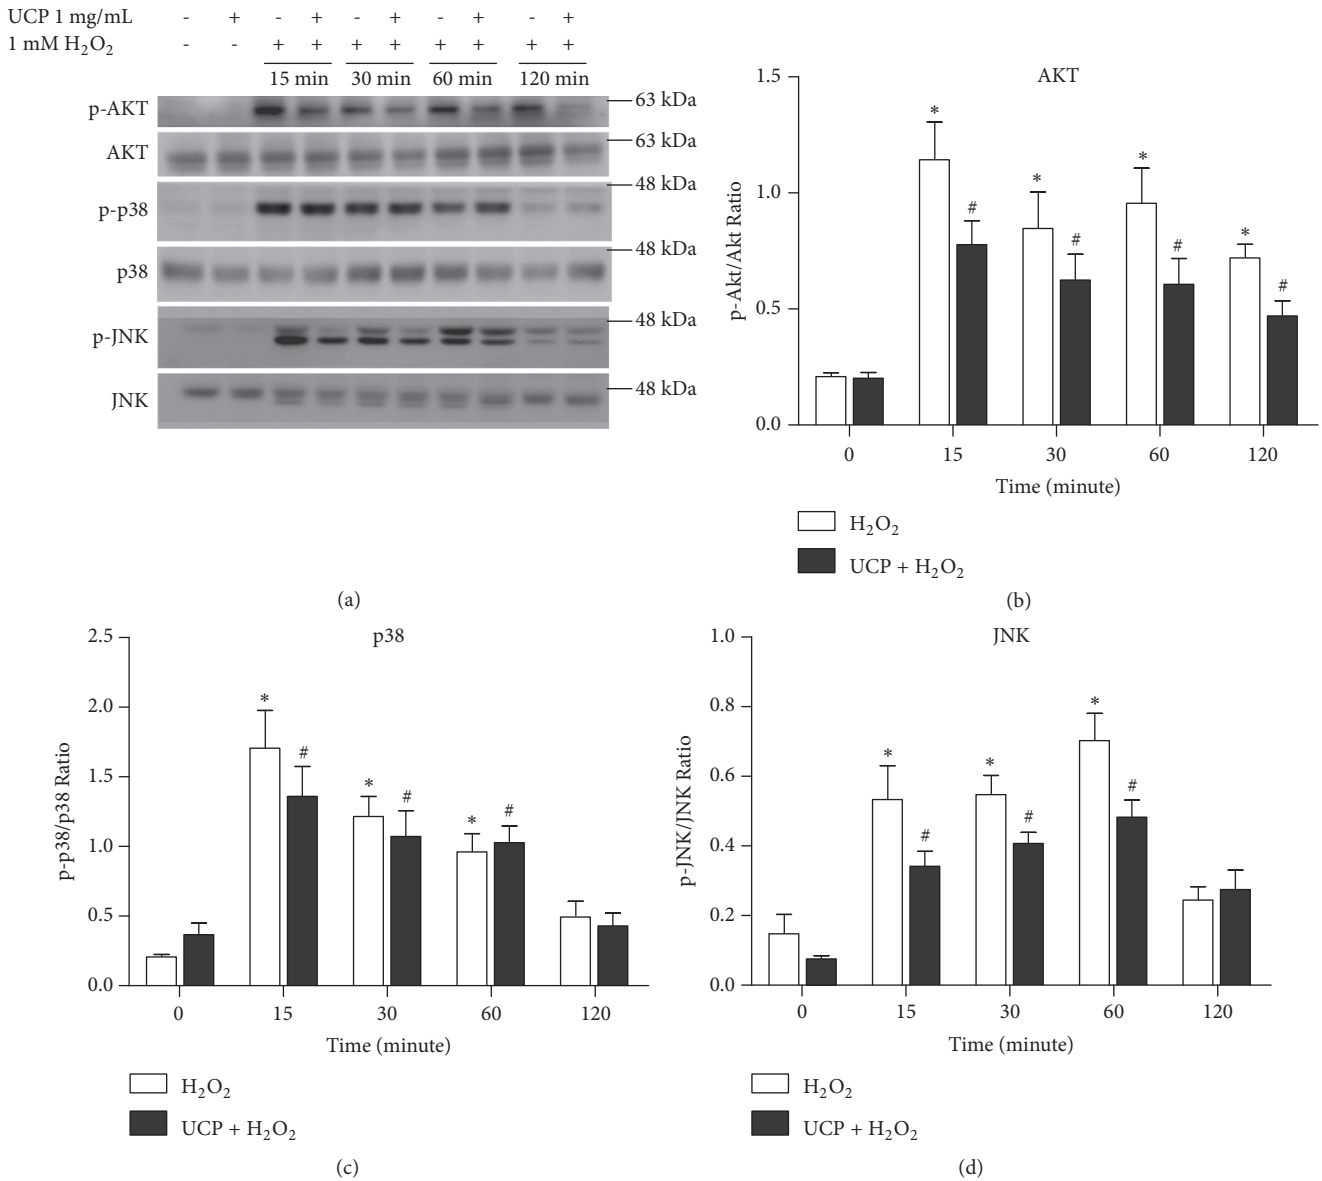 UCP 1 mg/mL - + - + - + - + - +
1 mM H₂O₂ - - + + + + + + + +
15 min 30 min 60 min 120 min
p-AKT 63 kDa
AKT 63 kDa
p-p38 48 kDa
p38 48 kDa
p-JNK 48 kDa
JNK 48 kDa
(a)
AKT
p-Akt/Akt Ratio
1.5
1.0
0.5
0.0
* # * # * # * #
0 15 30 60 120
Time (minute)
H₂O₂
UCP + H₂O₂
(b)
p38
p-p38/p38 Ratio
2.5
2.0
1.5
1.0
0.5
0.0
* # * # * #
0 15 30 60 120
Time (minute)
H₂O₂
UCP + H₂O₂
(c)
JNK
p-JNK/JNK Ratio
1.0
0.8
0.6
0.4
0.2
0.0
* # * # * #
0 15 30 60 120
Time (minute)
H₂O₂
UCP + H₂O₂
(d)